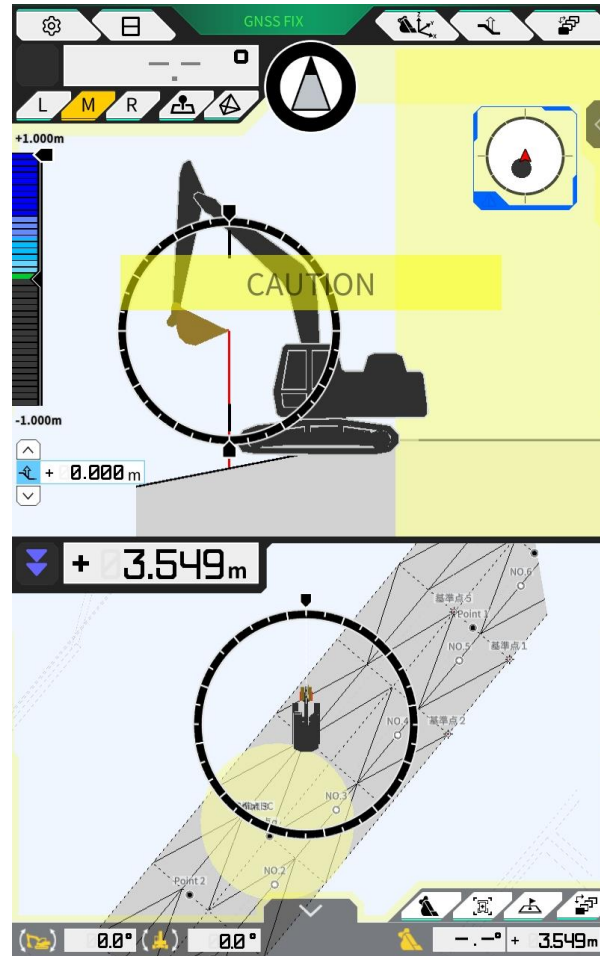 GNSS FIX
Z
Y
X
-- °
.
L M R
+1.000m
CAUTION
-1.000m
+ 0.000 m
+ 3.549 m
NO.6
基準点5
Point 1
NO.5
基準点1
NO.4
基準点2
NO.3
NO.2
Point 2
0.0°
0.0°
-.-°
+ 3.549m